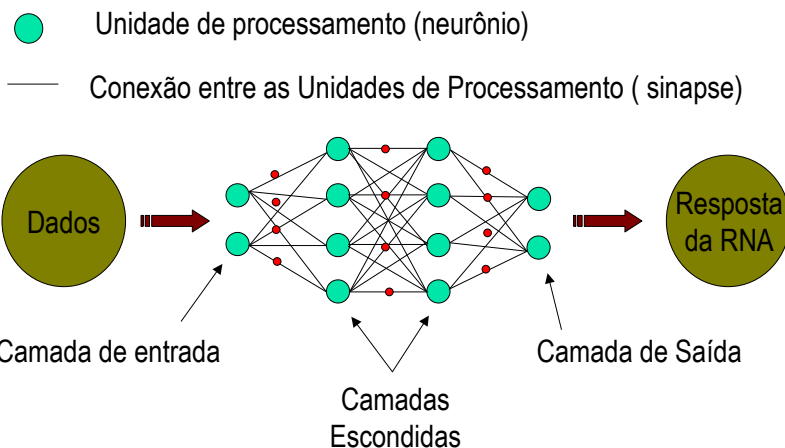 Unidade de processamento (neurônio)
Conexão entre as Unidades de Processamento ( sinapse)
Dados
Resposta
da RNA
Camada de entrada
Camada de Saída
Camadas
Escondidas